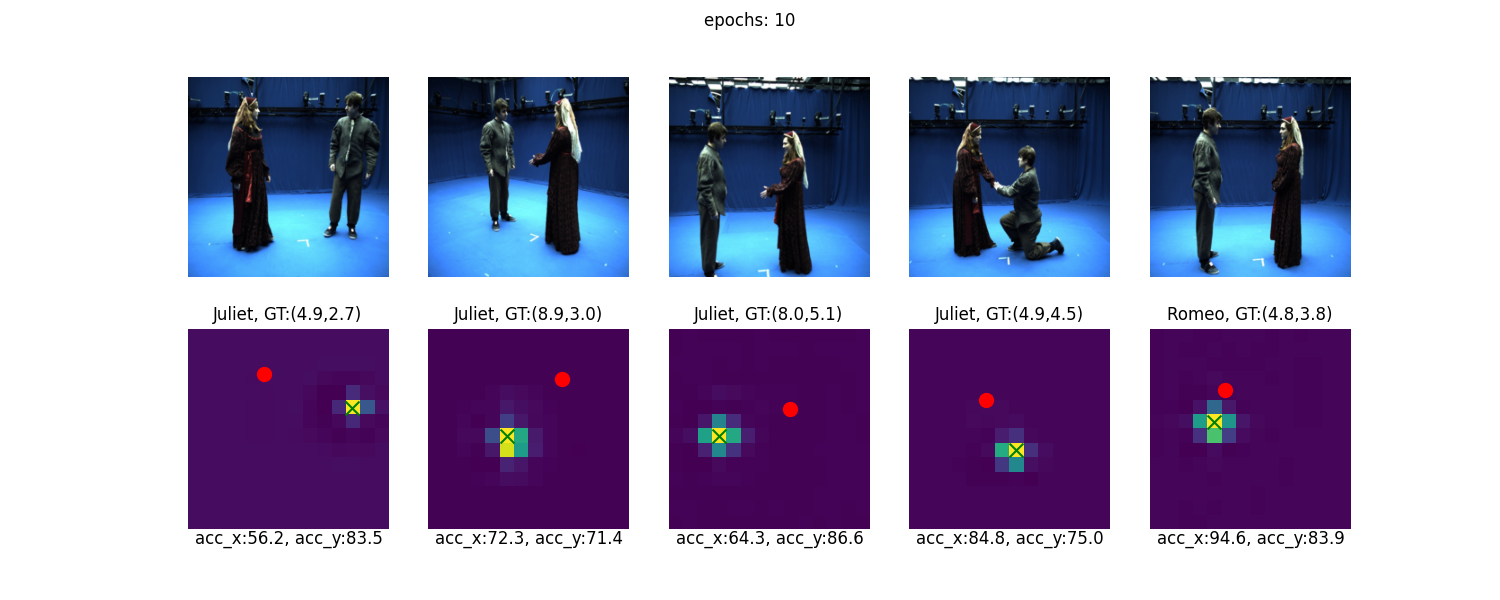 epochs: 10
Juliet, GT:(4.9,2.7)
Juliet, GT:(8.9,3.0)
Juliet, GT:(8.0,5.1)
Juliet, GT:(4.9,4.5)
Romeo, GT:(4.8,3.8)
acc_x:56.2, acc_y:83.5
acc_x:72.3, acc_y:71.4
acc_x:64.3, acc_y:86.6
acc_x:84.8, acc_y:75.0
acc_x:94.6, acc_y:83.9